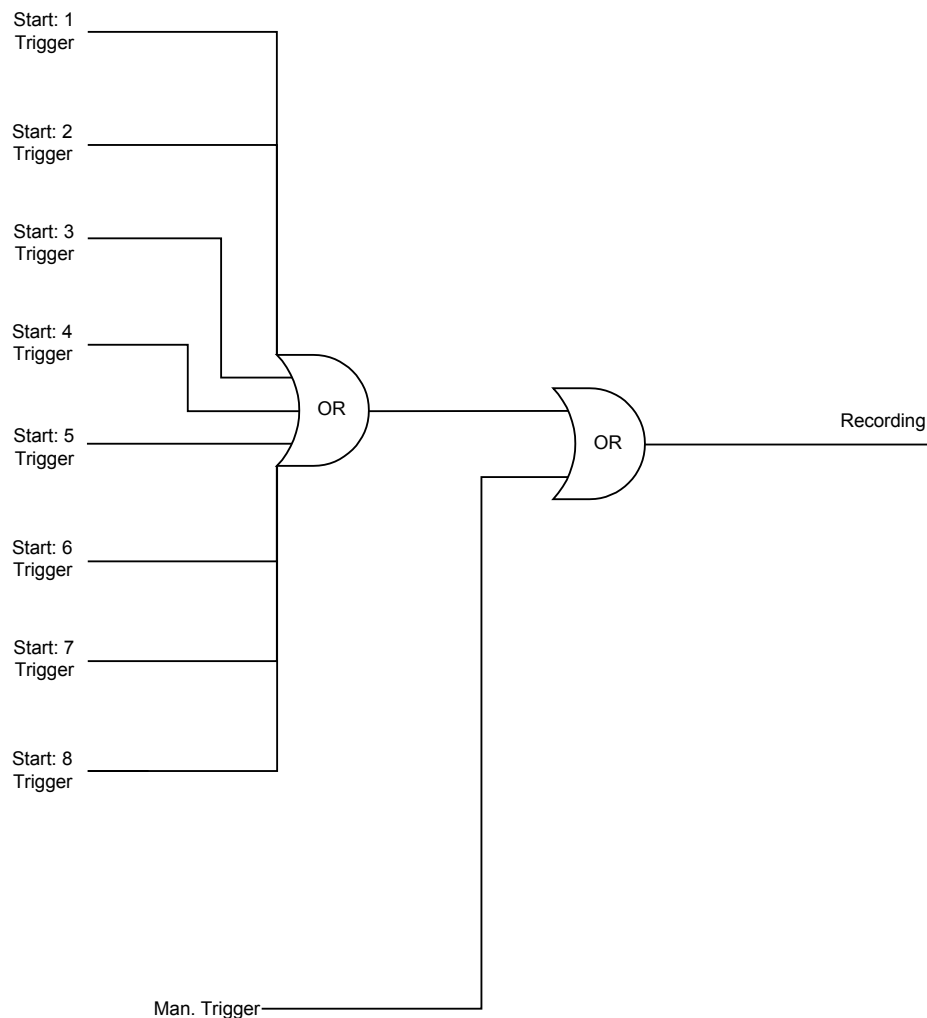 Start: 1
Trigger
Start: 2
Trigger
Start: 3
Trigger
Start: 4
Trigger
OR
OR
Recording
Start: 5
Trigger
Start: 6
Trigger
Start: 7
Trigger
Start: 8
Trigger
Man. Trigger